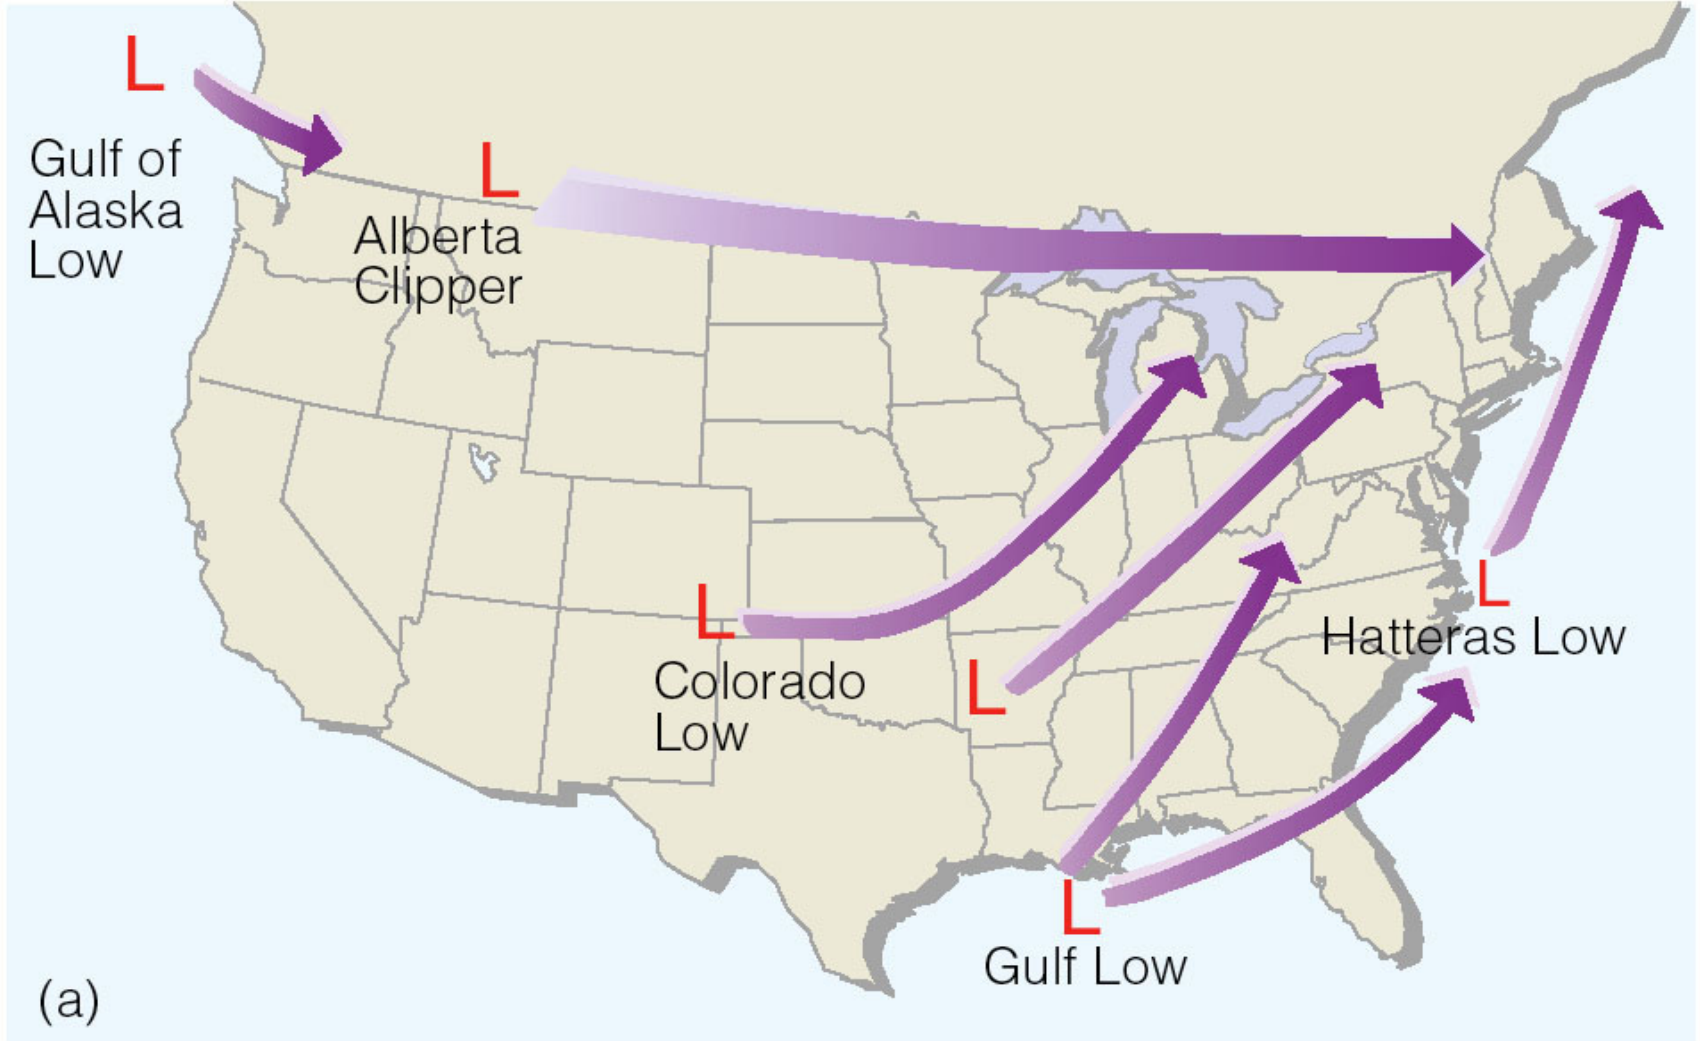 L
Gulf of
Alaska
Low
L
Alberta
Clipper
L
Colorado
Low
L
L
Hatteras Low
L
Gulf Low
(a)